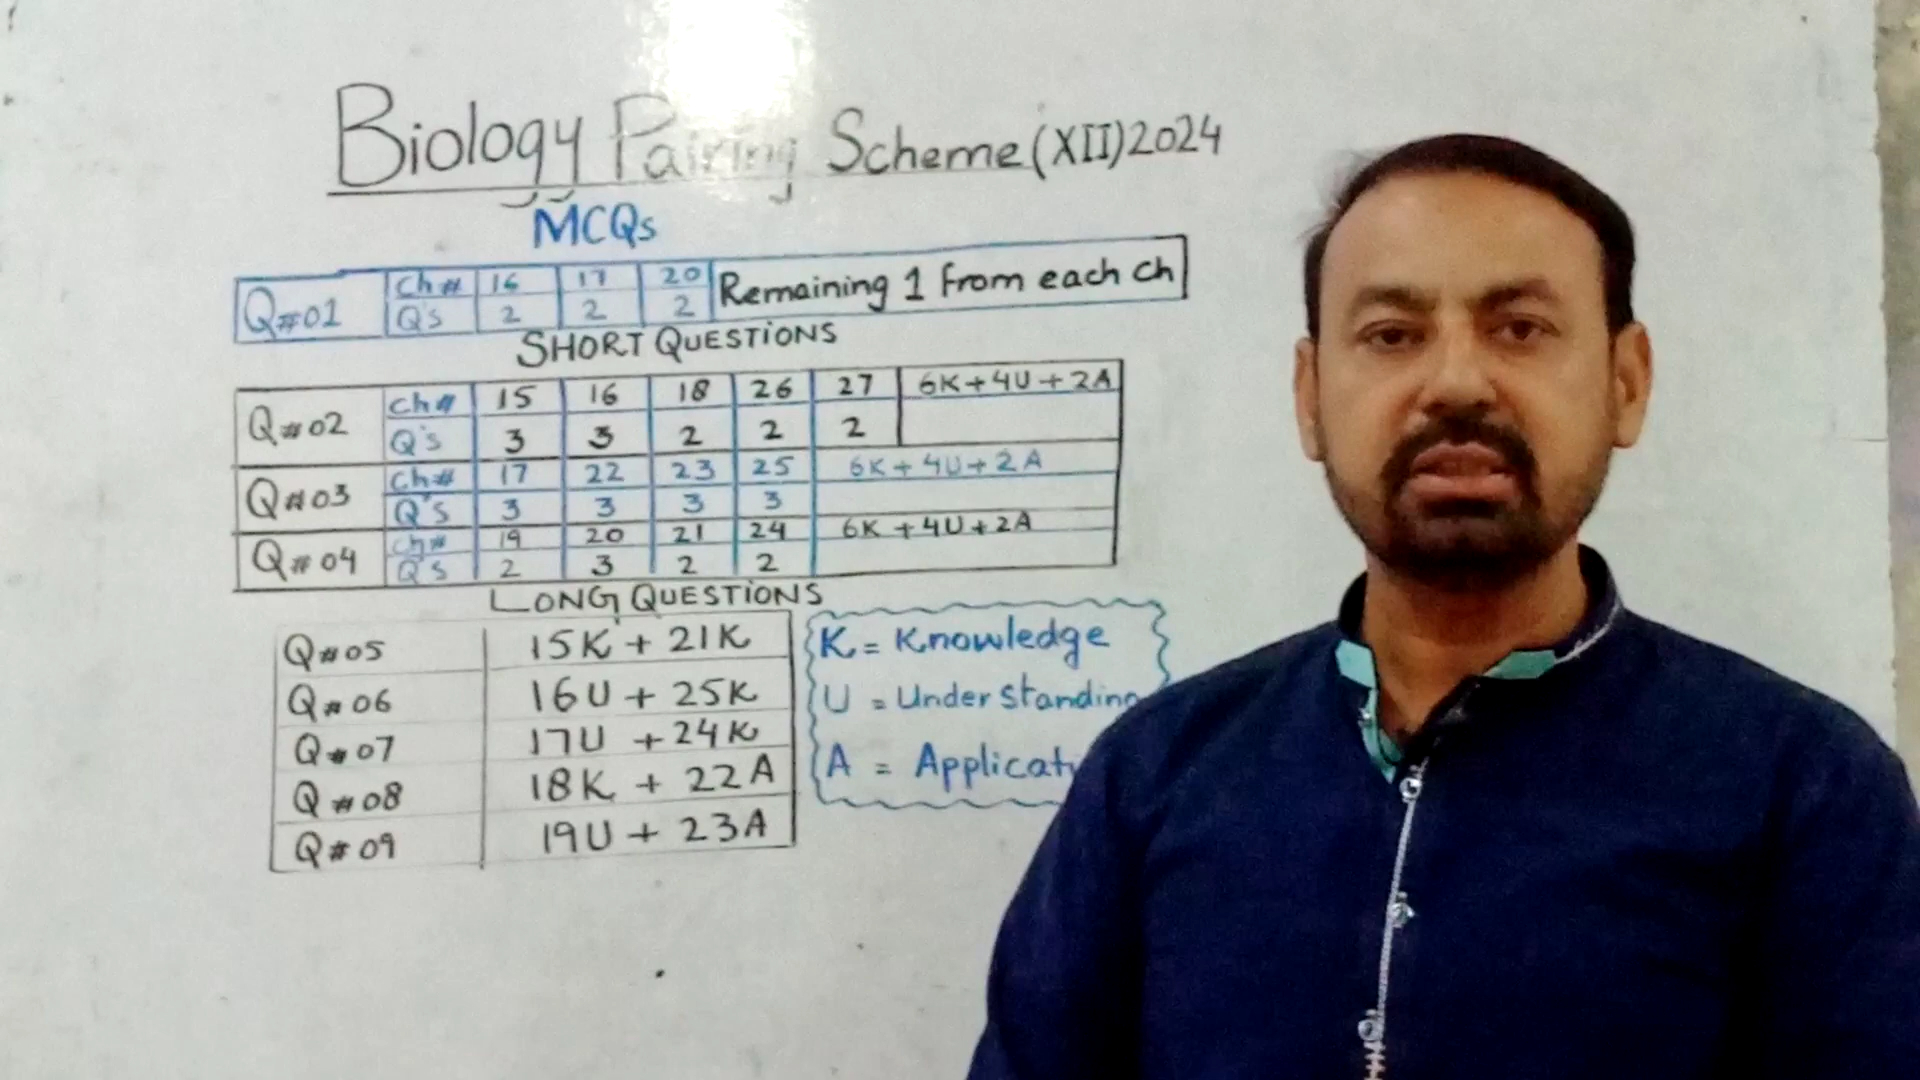 Biology Pairing Scheme (XII) 2024
MCQs
Q#01 Ch# 16 17 20 Remaining 1 From each ch
Q's 2 2 2
SHORT QUESTIONS
Q#02 Ch# 15 16 18 26 27 6K+4U+2A
Q's 3 3 2 2 2
Q#03 Ch# 17 22 23 25 6K+4U+2A
Q's 3 3 3 3
Q#04 Ch# 19 20 21 24 6K+4U+2A
Q's 2 3 2 2
LONG QUESTIONS
Q#05 15K + 21K
Q#06 16U + 25K
Q#07 17U + 24K
Q#08 18K + 22A
Q#09 19U + 23A
K = Knowledge
U = Under Standing
A = Applicati